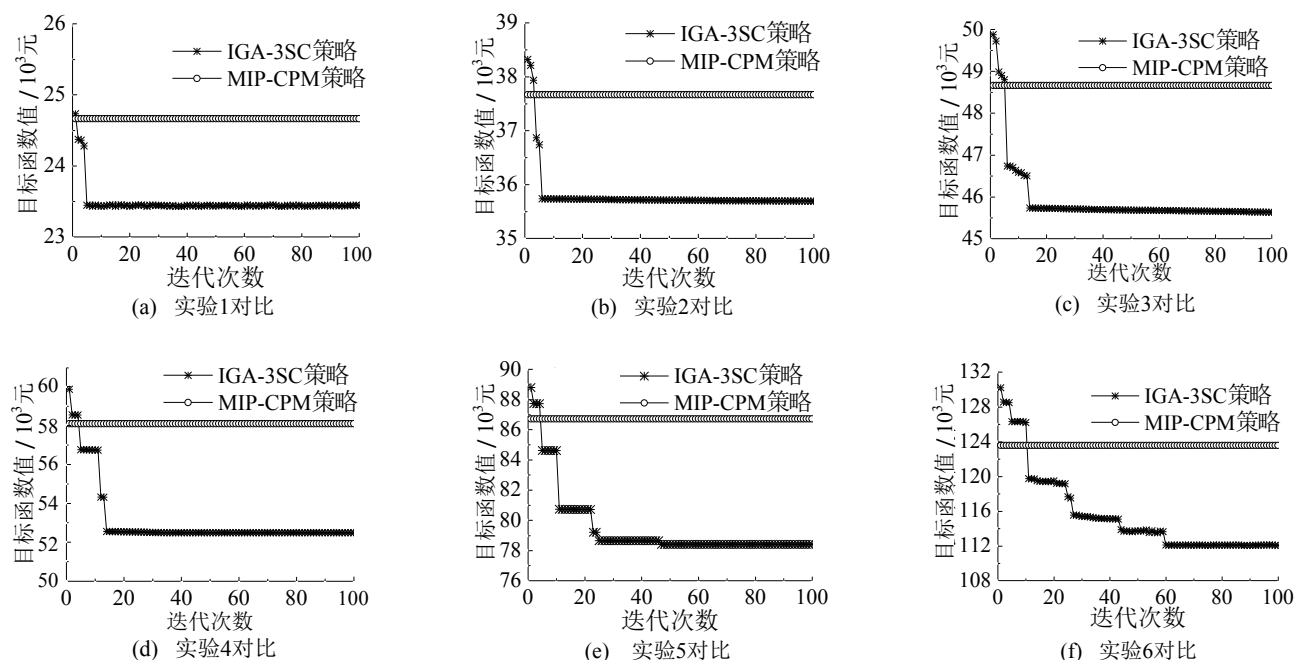 26
25
24
23
目标函数值 / 10³元
IGA-3SC策略
MIP-CPM策略
0 20 40 60 80 100
迭代次数
(a) 实验1对比
39
38
37
36
35
目标函数值 / 10³元
IGA-3SC策略
MIP-CPM策略
0 20 40 60 80 100
迭代次数
(b) 实验2对比
50
49
48
46
45
目标函数值 / 10³元
IGA-3SC策略
MIP-CPM策略
0 20 40 60 80 100
迭代次数
(c) 实验3对比
60
58
56
54
52
50
目标函数值 / 10³元
IGA-3SC策略
MIP-CPM策略
0 20 40 60 80 100
迭代次数
(d) 实验4对比
90
88
86
84
82
80
78
76
目标函数值 / 10³元
IGA-3SC策略
MIP-CPM策略
0 20 40 60 80 100
迭代次数
(e) 实验5对比
132
128
124
120
116
112
108
目标函数值 / 10³元
IGA-3SC策略
MIP-CPM策略
0 20 40 60 80 100
迭代次数
(f) 实验6对比